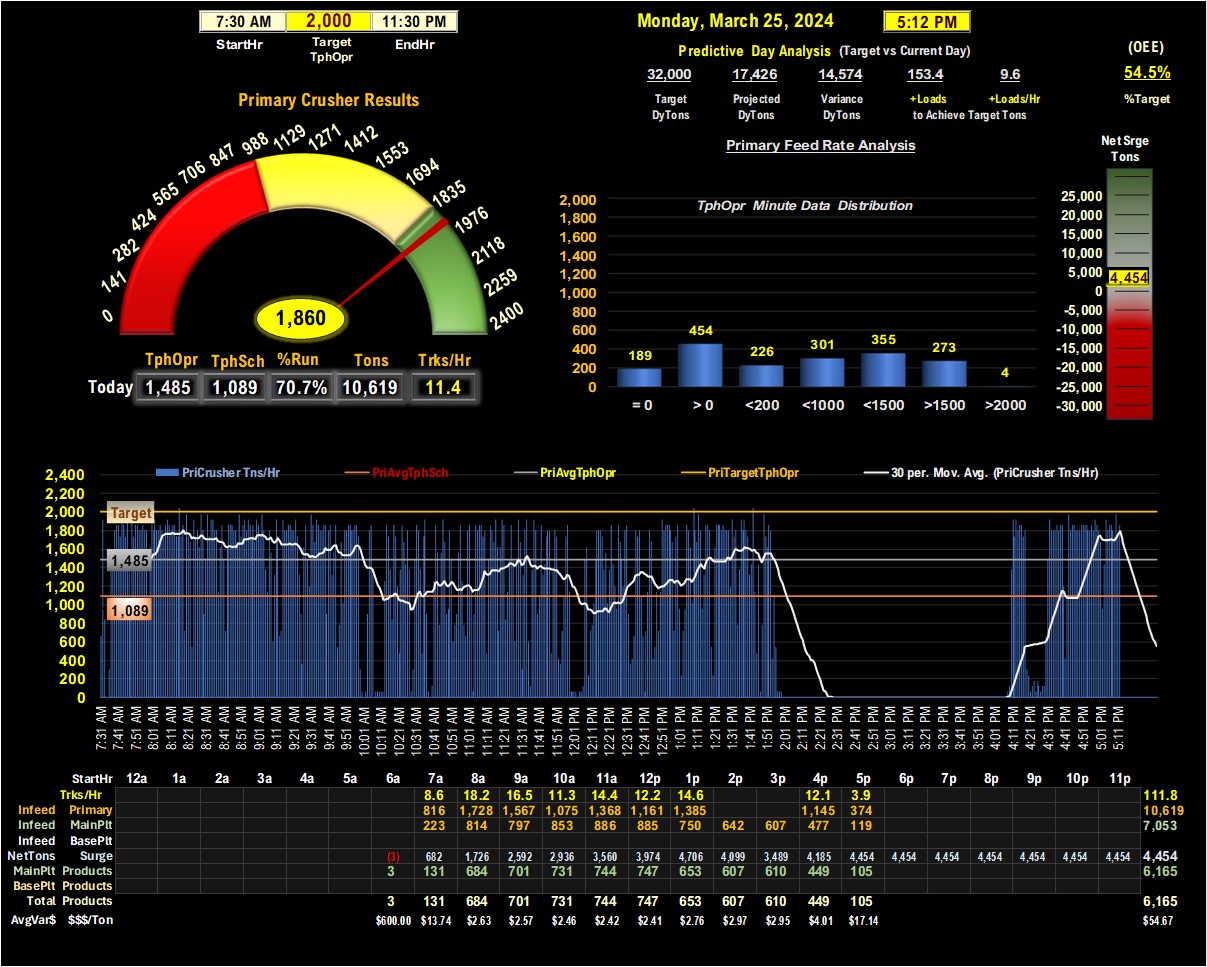 7:30 AM 2,000 11:30 PM
StartHr Target TphOpr EndHr
Monday, March 25, 2024 5:12 PM
Predictive Day Analysis (Target vs Current Day)
32,000 17,426 14,574 153.4 9.6
Target DyTons Projected DyTons Variance DyTons +Loads +Loads/Hr
to Achieve Target Tons
(OEE)
54.5%
%Target
Primary Crusher Results
0 141 282 424 565 706 847 988 1129 1271 1412 1553 1694 1835 1976 2118 2259 2400
1,860
TphOpr TphSch %Run Tons Trks/Hr
Today 1,485 1,089 70.7% 10,619 11.4
Primary Feed Rate Analysis
TphOpr Minute Data Distribution
2,000
1,800
1,600
1,400
1,200
1,000
800
600
400
200
0
189 454 226 301 355 273 4
= 0 > 0 <200 <1000 <1500 >1500 >2000
Net Srge
Tons
25,000
20,000
15,000
10,000
5,000
4,454
0
-5,000
-10,000
-15,000
-20,000
-25,000
-30,000
PriCrusher Tns/Hr PriAvgTphSch PriAvgTphOpr PriTargetTphOpr 30 per. Mov. Avg. (PriCrusher Tns/Hr)
2,400
2,200
2,000
1,800
1,600
1,400
1,200
1,000
800
600
400
200
0
Target
1,485
1,089
7:31 AM 7:41 AM 7:51 AM 8:01 AM 8:11 AM 8:21 AM 8:31 AM 8:41 AM 8:51 AM 9:01 AM 9:11 AM 9:21 AM 9:31 AM 9:41 AM 9:51 AM 10:01 AM 10:11 AM 10:21 AM 10:31 AM 10:41 AM 10:51 AM 11:01 AM 11:11 AM 11:21 AM 11:31 AM 11:41 AM 11:51 AM 12:01 PM 12:11 PM 12:21 PM 12:31 PM 12:41 PM 12:51 PM 1:01 PM 1:11 PM 1:21 PM 1:31 PM 1:41 PM 1:51 PM 2:01 PM 2:11 PM 2:21 PM 2:31 PM 2:41 PM 2:51 PM 3:01 PM 3:11 PM 3:21 PM 3:31 PM 3:41 PM 3:51 PM 4:01 PM 4:11 PM 4:21 PM 4:31 PM 4:41 PM 4:51 PM 5:01 PM 5:11 PM
StartHr 12a 1a 2a 3a 4a 5a 6a 7a 8a 9a 10a 11a 12p 1p 2p 3p 4p 5p 6p 7p 8p 9p 10p 11p
Trks/Hr 8.6 18.2 16.5 11.3 14.4 12.2 14.6 12.1 3.9 111.8
Infeed Primary 816 1,728 1,567 1,075 1,368 1,161 1,385 1,145 374 10,619
Infeed MainPlt 223 814 797 853 886 885 750 642 607 477 119 7,053
Infeed BasePlt
NetTons Surge (3) 682 1,726 2,592 2,936 3,560 3,974 4,706 4,099 3,489 4,185 4,454 4,454 4,454 4,454 4,454 4,454 4,454 4,454
MainPlt Products 3 131 684 701 731 744 747 653 607 610 449 105 6,165
BasePlt Products
Total Products 3 131 684 701 731 744 747 653 607 610 449 105 6,165
AvgVar$ $$$/Ton $600.00 $13.74 $2.63 $2.57 $2.46 $2.42 $2.41 $2.76 $2.97 $2.95 $4.01 $17.14 $54.67